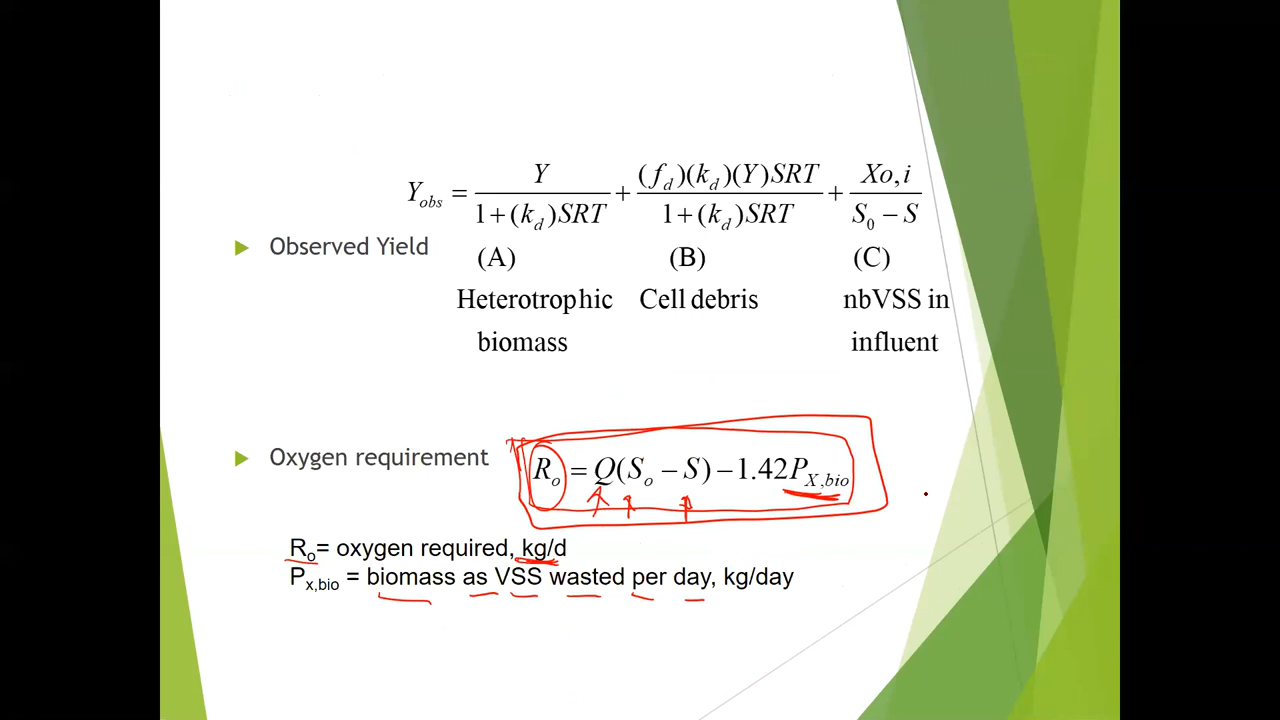 Observed Yield
Y_obs = Y / (1+(k_d)SRT) + (f_d)(k_d)(Y)SRT / (1+(k_d)SRT) + Xo,i / (S_0 − S)
(A) (B) (C)
Heterotrophic Cell debris nbVSS in
biomass influent
Oxygen requirement R_o = Q(S_o − S) − 1.42P_X,bio
R_o= oxygen required, kg/d
P_x,bio = biomass as VSS wasted per day, kg/day